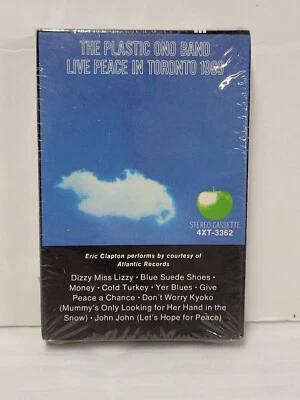 THE PLASTIC ONO BAND
LIVE PEACE IN TORONTO 1969
STEREO CASSETTE
4XT-3362
Eric Clapton performs by courtesy of
Atlantic Records
Dizzy Miss Lizzy • Blue Suede Shoes •
Money • Cold Turkey • Yer Blues • Give
Peace a Chance • Don't Worry Kyoko
(Mummy's Only Looking for Her Hand in the
Snow) • John John (Let's Hope for Peace)